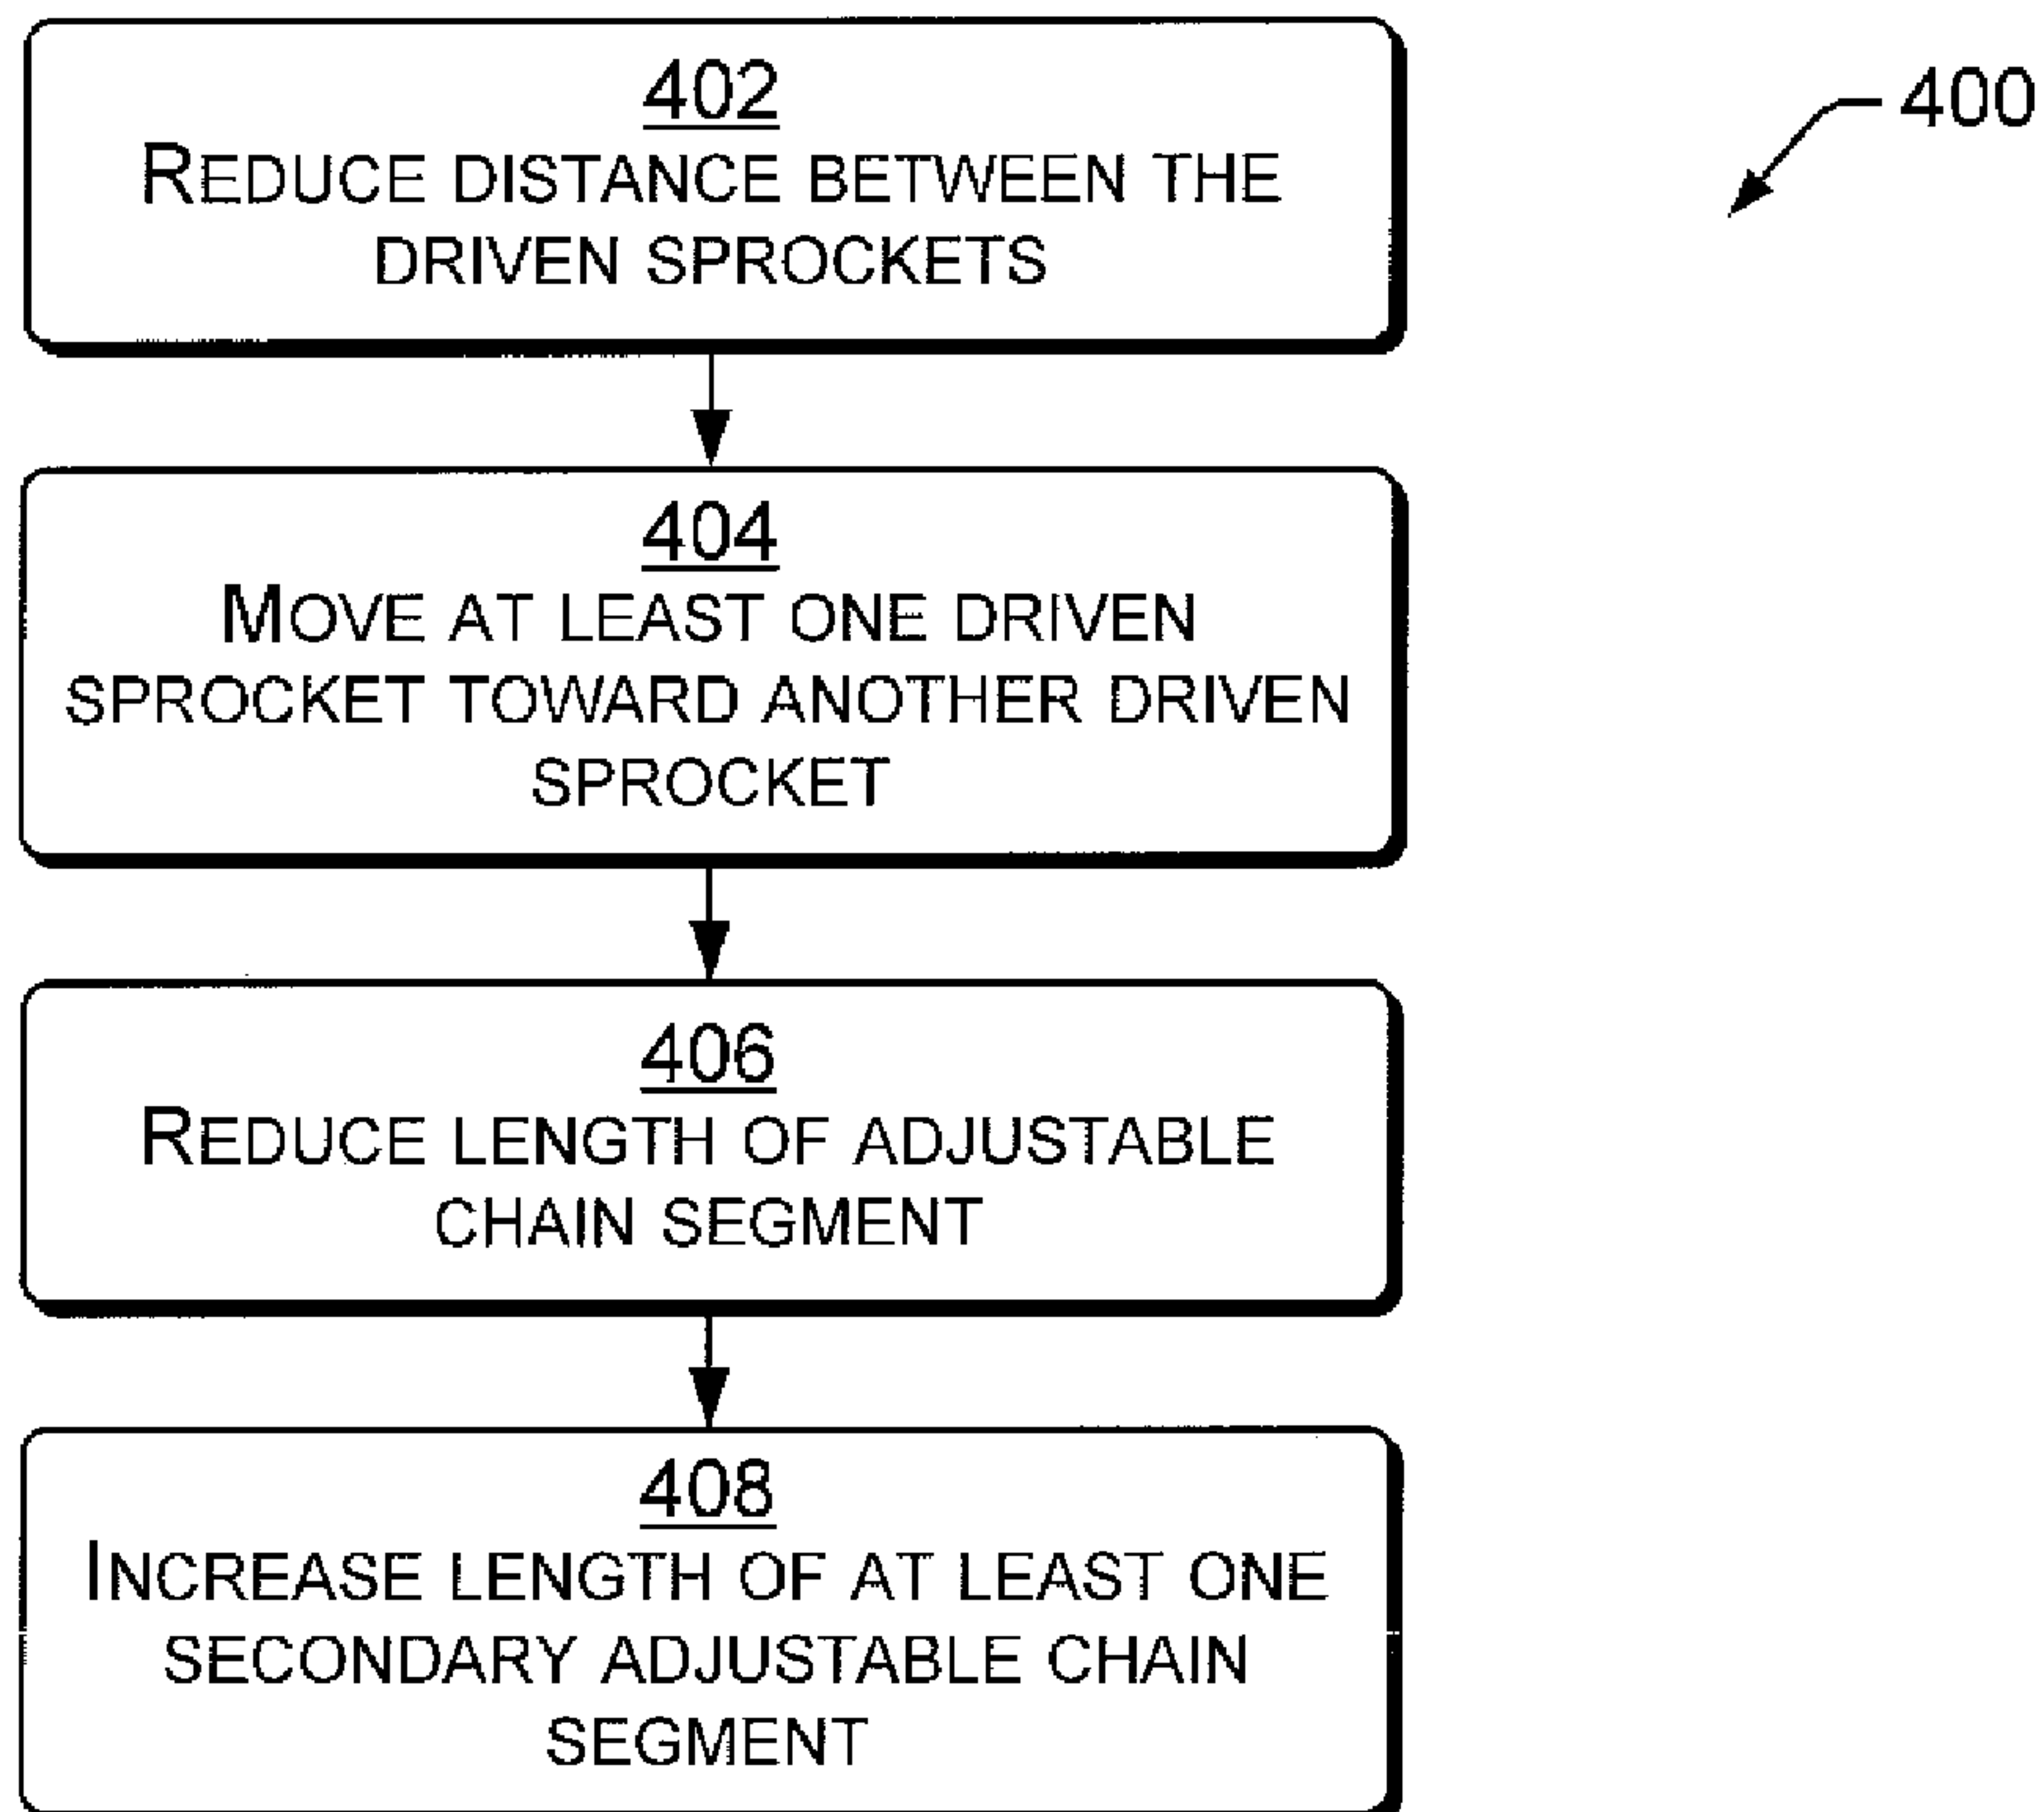 402
REDUCE DISTANCE BETWEEN THE
DRIVEN SPROCKETS
400
404
MOVE AT LEAST ONE DRIVEN
SPROCKET TOWARD ANOTHER DRIVEN
SPROCKET
406
REDUCE LENGTH OF ADJUSTABLE
CHAIN SEGMENT
408
INCREASE LENGTH OF AT LEAST ONE
SECONDARY ADJUSTABLE CHAIN
SEGMENT